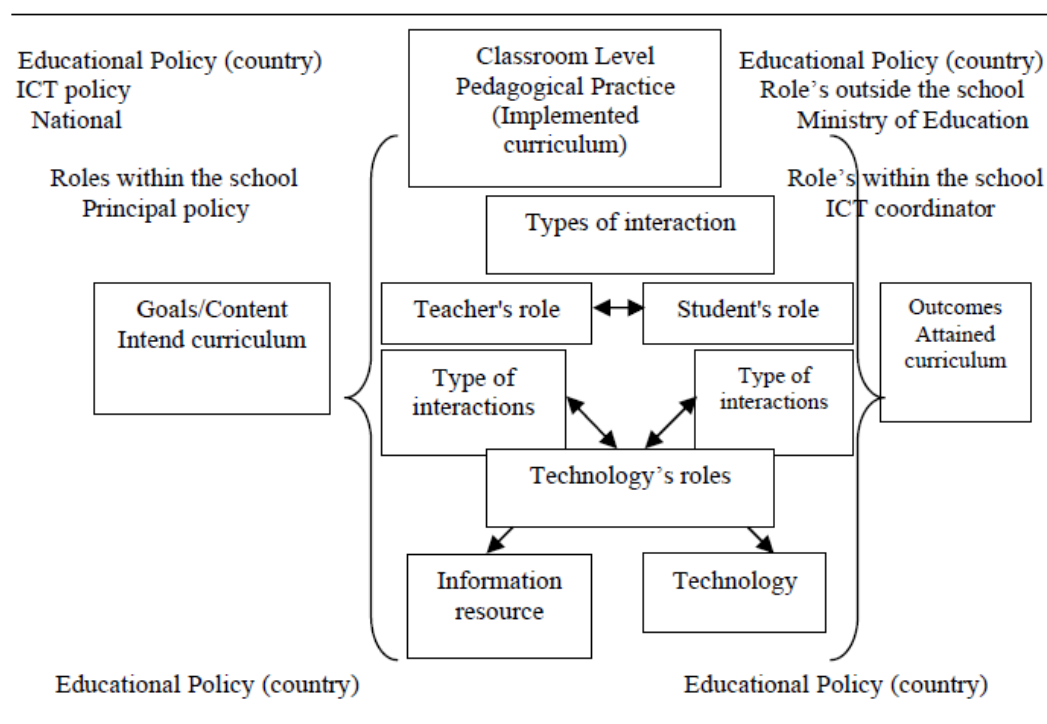 Educational Policy (country)
ICT policy
National
Roles within the school
Principal policy
Classroom Level
Pedagogical Practice
(Implemented
curriculum)
Educational Policy (country)
Role's outside the school
Ministry of Education
Role's within the school
ICT coordinator
Types of interaction
Goals/Content
Intend curriculum
Teacher's role
Student's role
Outcomes
Attained
curriculum
Type of
interactions
Type of
interactions
Technology’s roles
Information
resource
Technology
Educational Policy (country)
Educational Policy (country)